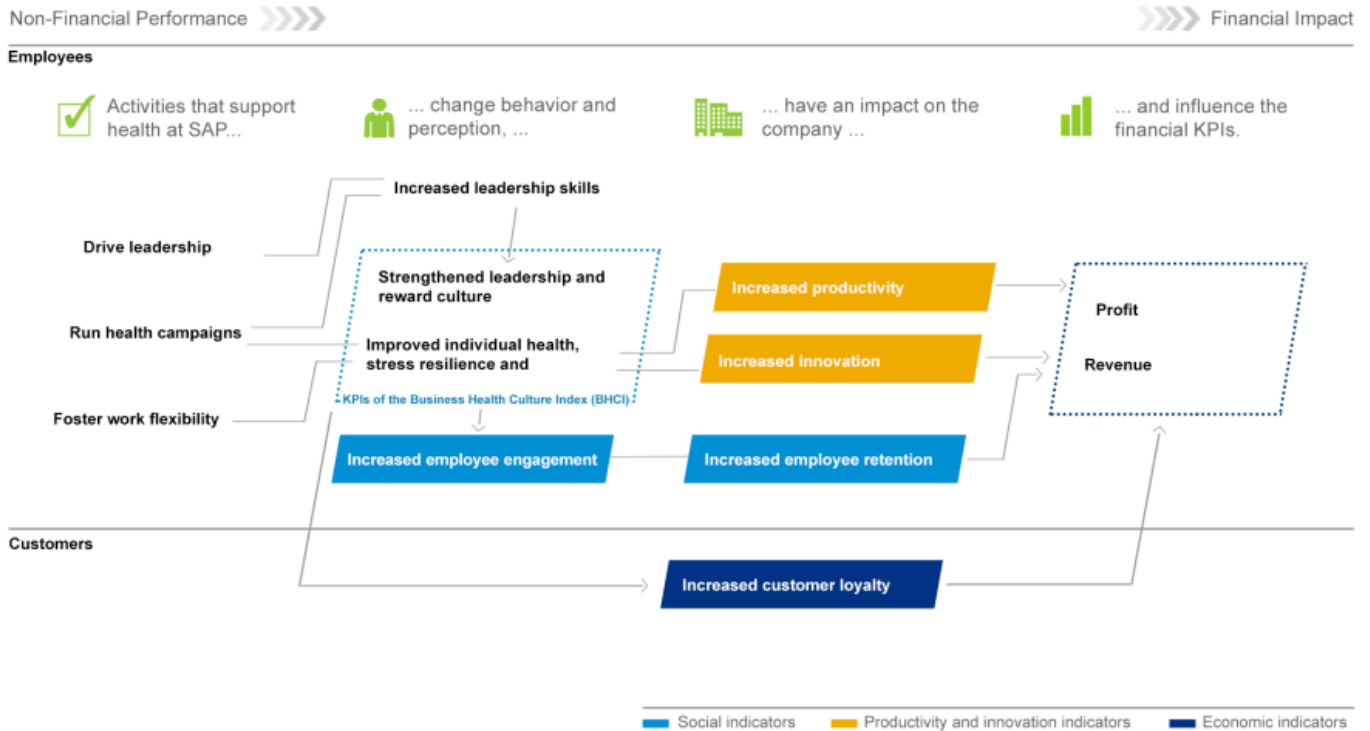 Non-Financial Performance
Financial Impact
Employees
Activities that support
health at SAP...
... change behavior and
perception, ...
... have an impact on the
company ...
... and influence the
financial KPIs.
Increased leadership skills
Drive leadership
Strengthened leadership and
reward culture
Increased productivity
Profit
Run health campaigns
Improved individual health,
stress resilience and
Increased innovation
Revenue
KPIs of the Business Health Culture Index (BHCI)
Foster work flexibility
Increased employee engagement
Increased employee retention
Customers
Increased customer loyalty
Social indicators
Productivity and innovation indicators
Economic indicators